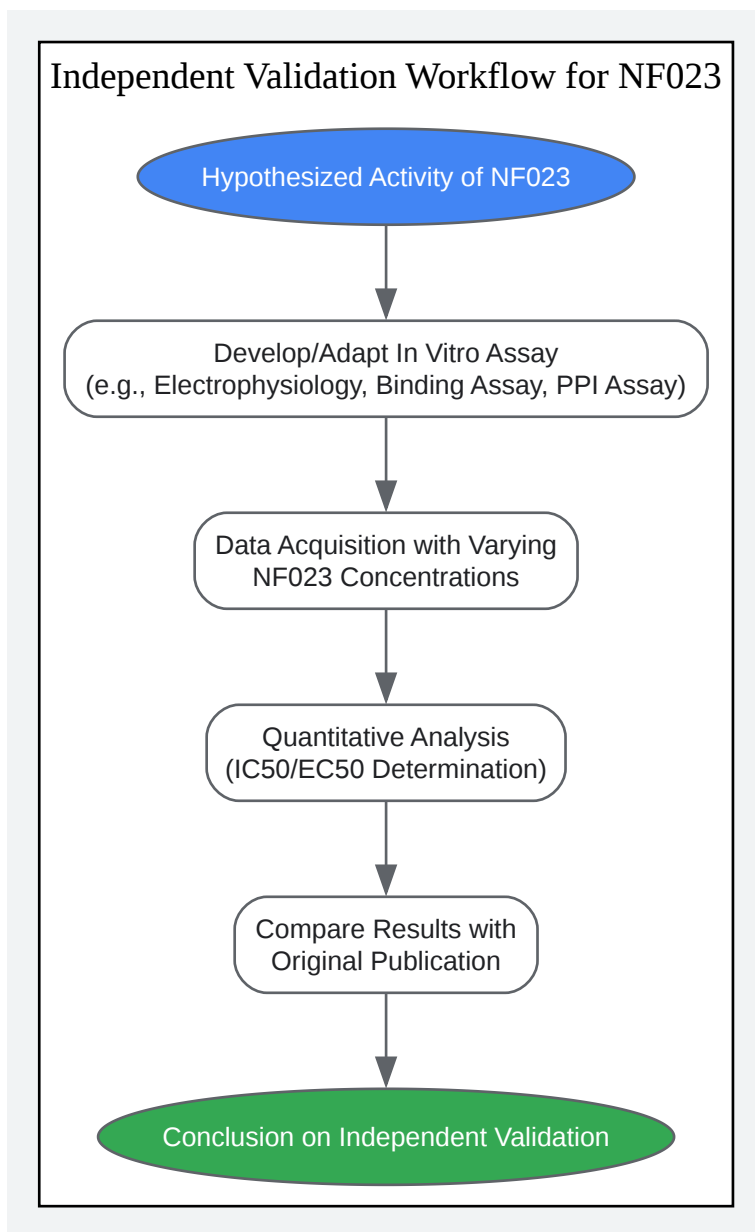 Independent Validation Workflow for NF023
Hypothesized Activity of NF023
Develop/Adapt In Vitro Assay
(e.g., Electrophysiology, Binding Assay, PPI Assay)
Data Acquisition with Varying
NF023 Concentrations
Quantitative Analysis
(IC50/EC50 Determination)
Compare Results with
Original Publication
Conclusion on Independent Validation